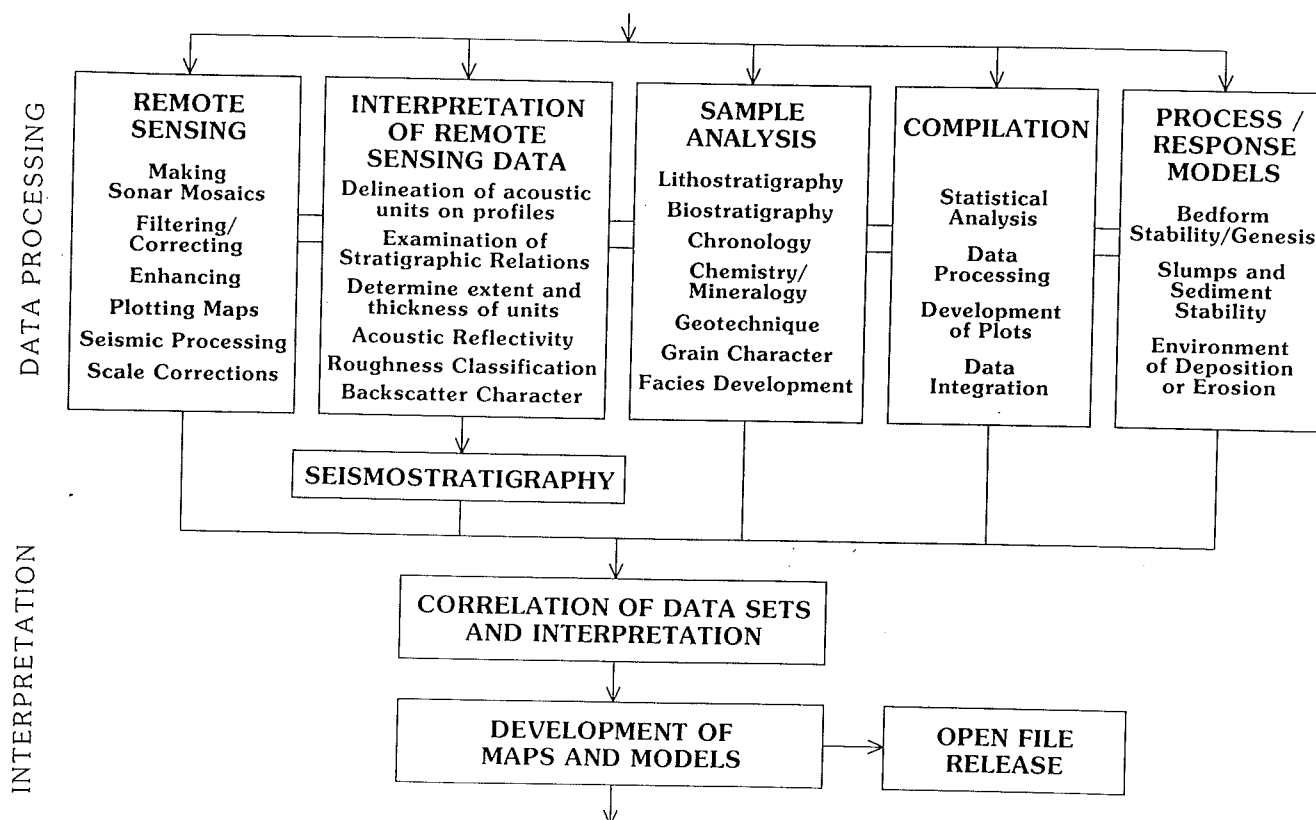 DATA PROCESSING
REMOTE
SENSING
Making
Sonar Mosaics
Filtering/
Correcting
Enhancing
Plotting Maps
Seismic Processing
Scale Corrections
INTERPRETATION
OF REMOTE
SENSING DATA
Delineation of acoustic
units on profiles
Examination of
Stratigraphic Relations
Determine extent and
thickness of units
Acoustic Reflectivity
Roughness Classification
Backscatter Character
SAMPLE
ANALYSIS
Lithostratigraphy
Biostratigraphy
Chronology
Chemistry/
Mineralogy
Geotechnique
Grain Character
Facies Development
COMPILATION
Statistical
Analysis
Data
Processing
Development
of Plots
Data
Integration
PROCESS /
RESPONSE
MODELS
Bedform
Stability/Genesis
Slumps and
Sediment
Stability
Environment
of Deposition
or Erosion
SEISMOSTRATIGRAPHY
INTERPRETATION
CORRELATION OF DATA SETS
AND INTERPRETATION
DEVELOPMENT OF
MAPS AND MODELS
OPEN FILE
RELEASE